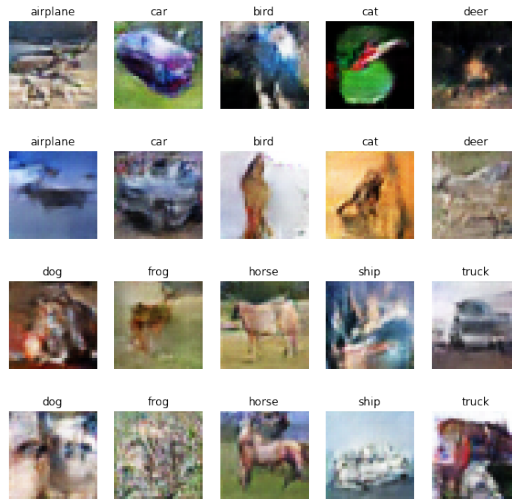 airplane car bird cat deer
airplane car bird cat deer
dog frog horse ship truck
dog frog horse ship truck